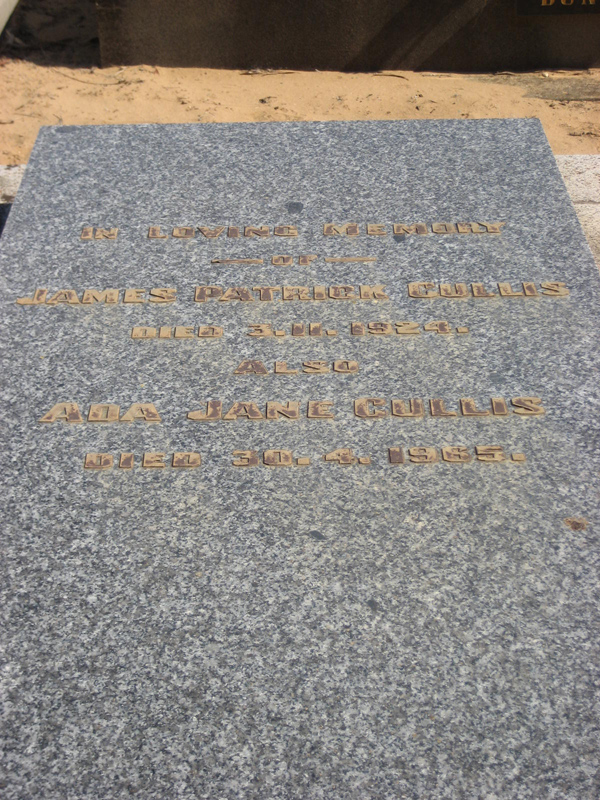 IN LOVING MEMORY
OF
JAMES PATRICK CULLIS
DIED 3.11.1924.
ALSO
ADA JANE CULLIS
DIED 30.4.1965.